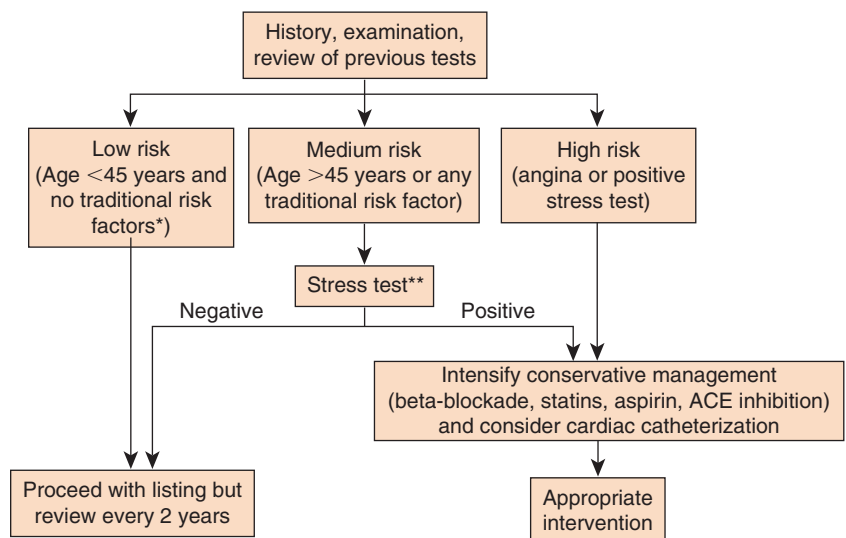 History, examination,
review of previous tests
Low risk
(Age <45 years and
no traditional risk
factors*)
Medium risk
(Age >45 years or any
traditional risk factor)
High risk
(angina or positive
stress test)
Stress test**
Negative
Positive
Intensify conservative management
(beta-blockade, statins, aspirin, ACE inhibition)
and consider cardiac catheterization
Proceed with listing but
review every 2 years
Appropriate
intervention